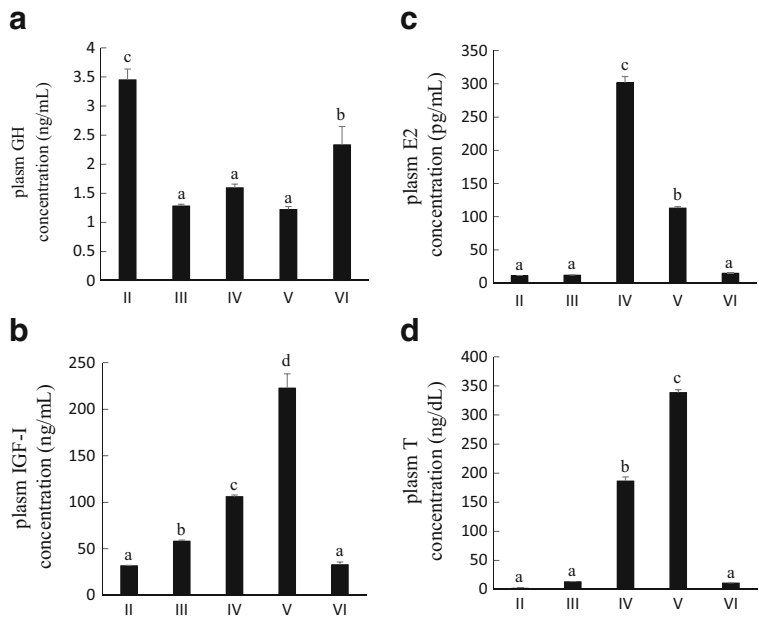 a
plasm GH
concentration (ng/mL)
4
3.5
3
2.5
2
1.5
1
0.5
0
c
a
a
a
b
II III IV V VI
b
plasm IGF-I
concentration (ng/mL)
250
200
150
100
50
0
a
b
c
d
a
II III IV V VI
c
plasm E2
concentration (pg/mL)
350
300
250
200
150
100
50
0
a
a
c
b
a
II III IV V VI
d
plasm T
concentration (ng/dL)
400
350
300
250
200
150
100
50
0
a
a
b
c
a
II III IV V VI